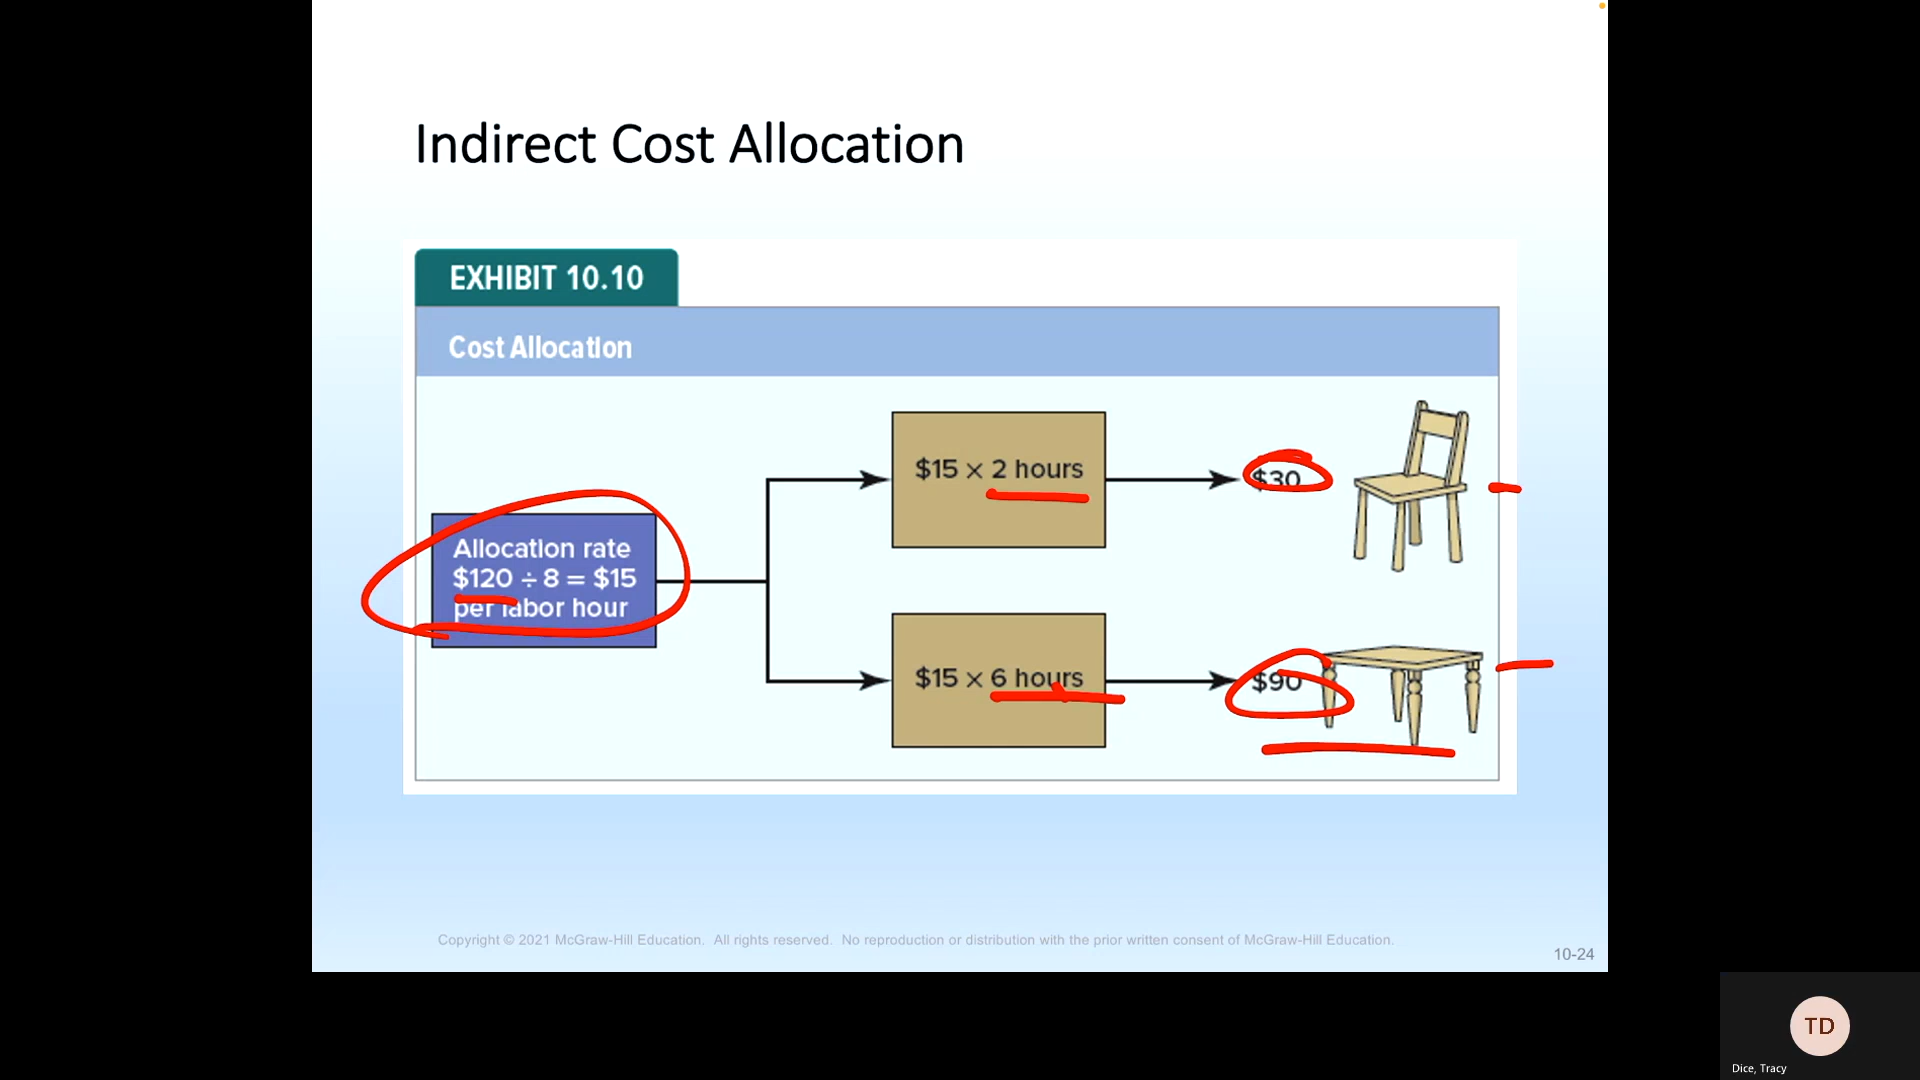 Indirect Cost Allocation
EXHIBIT 10.10
Cost Allocation
Allocation rate
$120 ÷ 8 = $15
per labor hour
$15 × 2 hours
$30
$15 × 6 hours
$90
Copyright © 2021 McGraw-Hill Education. All rights reserved. No reproduction or distribution with the prior written consent of McGraw-Hill Education.
10-24
TD
Dice, Tracy